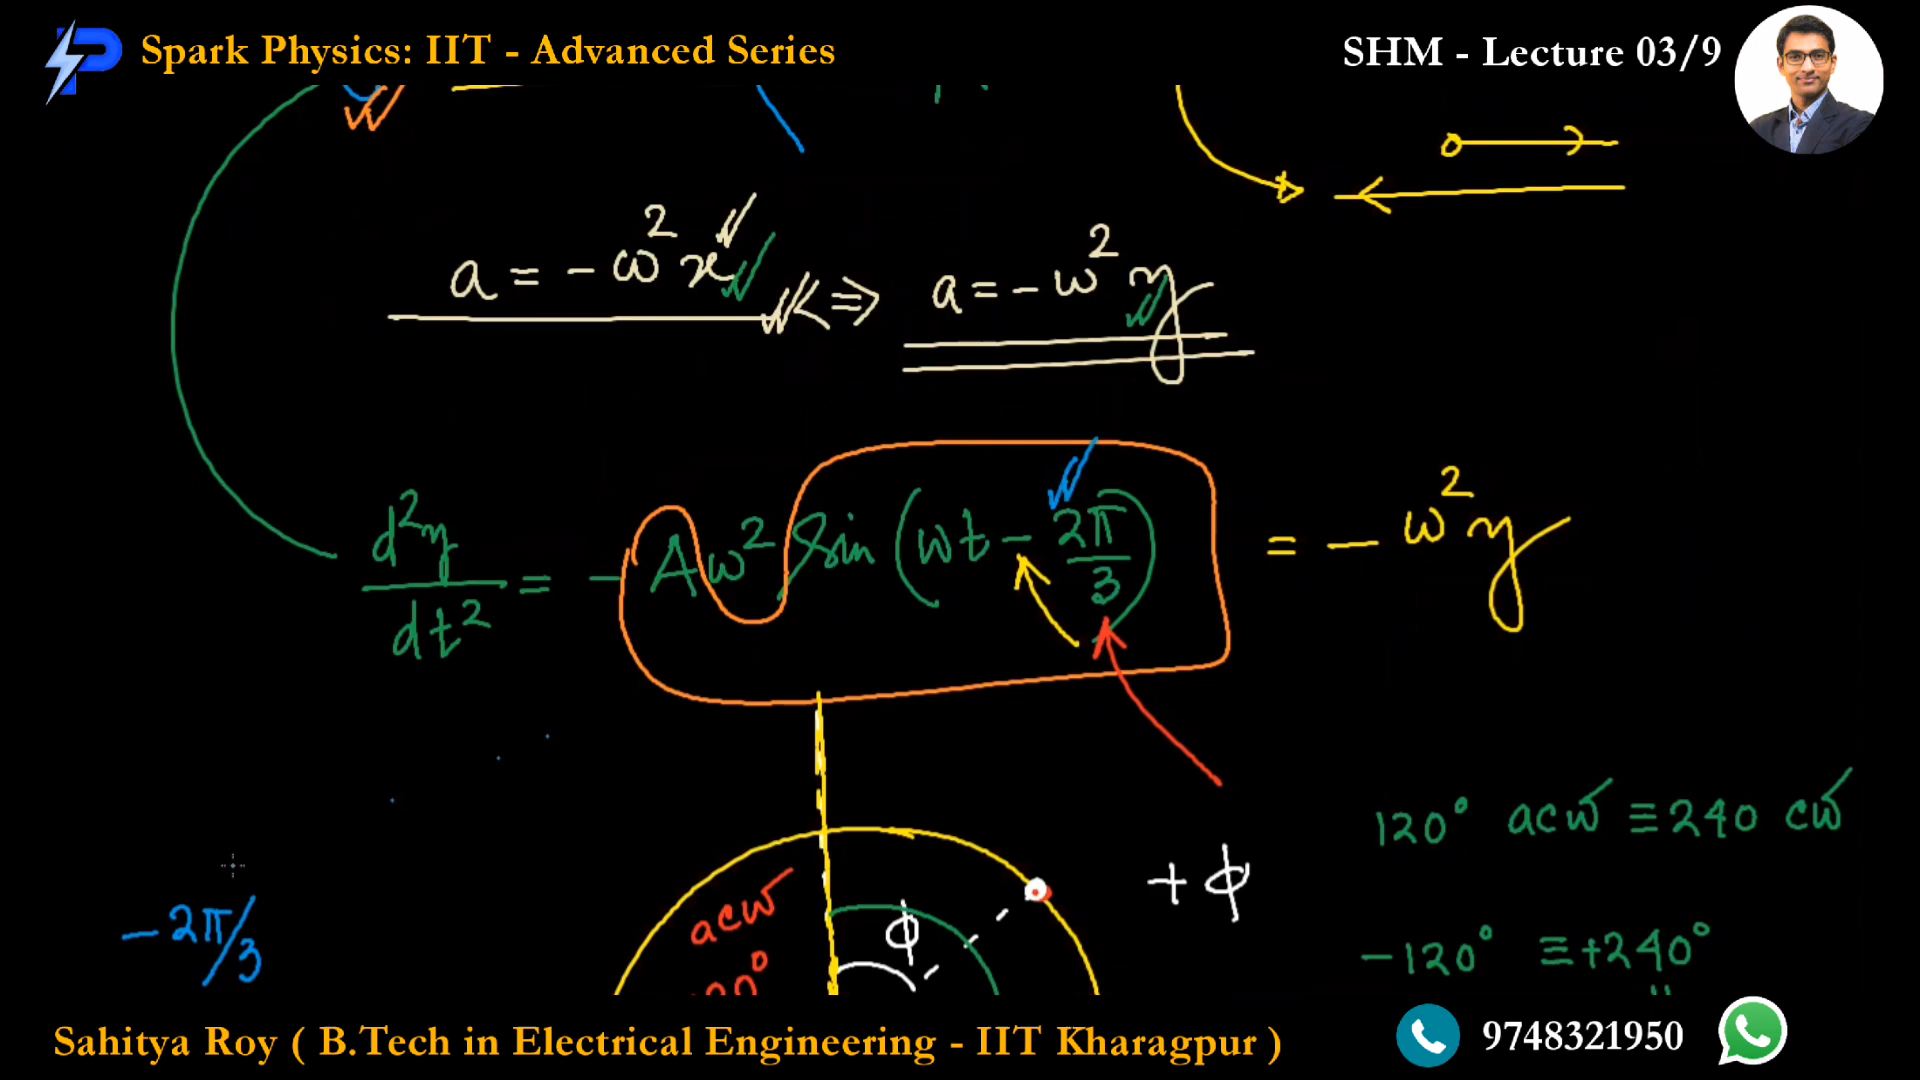 Spark Physics: IIT - Advanced Series
SHM - Lecture 03/9
a = -ω² x ⇒ a = -ω² y
d²y/dt² = - Aω² Sin (ωt - 2π/3) = - ω² y
120° acw ≡ 240 cw
+ φ
acw
φ
- 2π/3
-120° ≡ +240°
Sahitya Roy ( B.Tech in Electrical Engineering - IIT Kharagpur )
9748321950